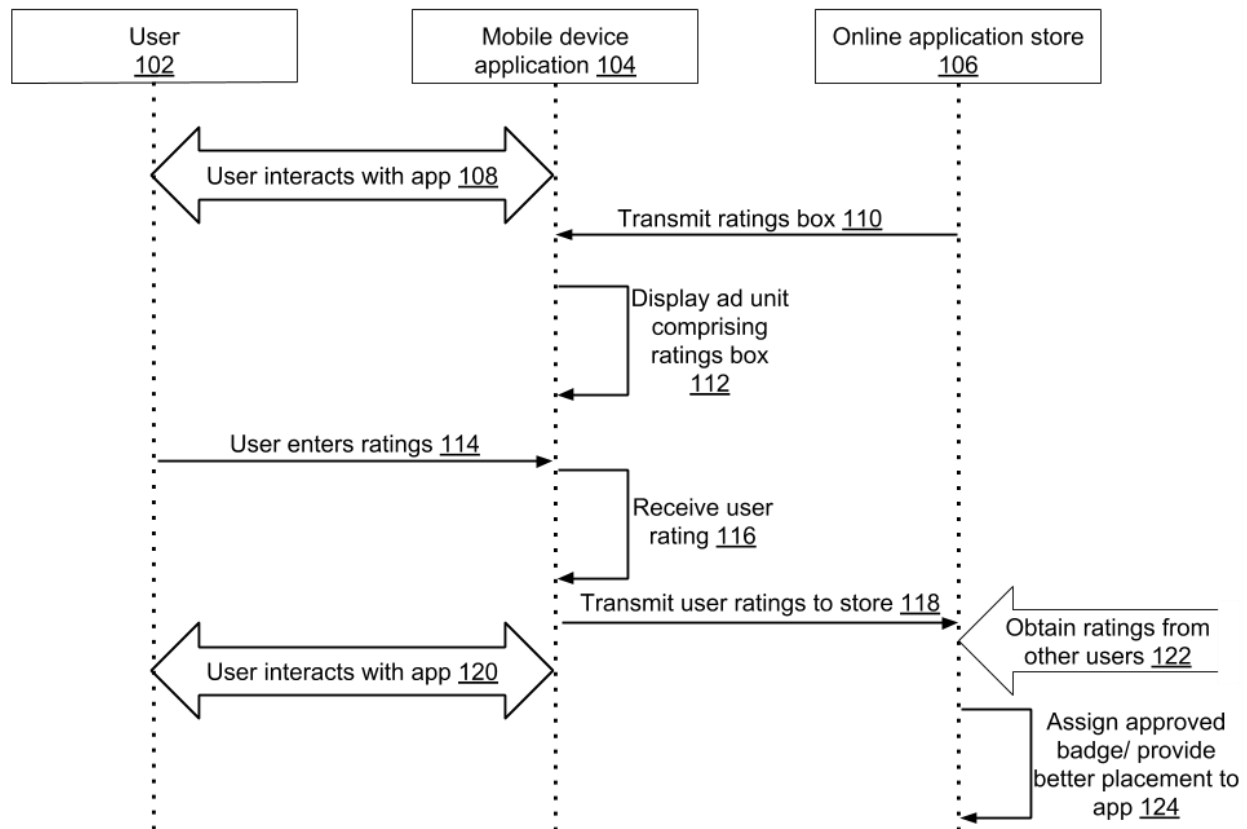 User
102
Mobile device
application 104
Online application store
106
User interacts with app 108
Transmit ratings box 110
Display ad unit
comprising
ratings box
112
User enters ratings 114
Receive user
rating 116
Transmit user ratings to store 118
Obtain ratings from
other users 122
User interacts with app 120
Assign approved
badge/ provide
better placement to
app 124